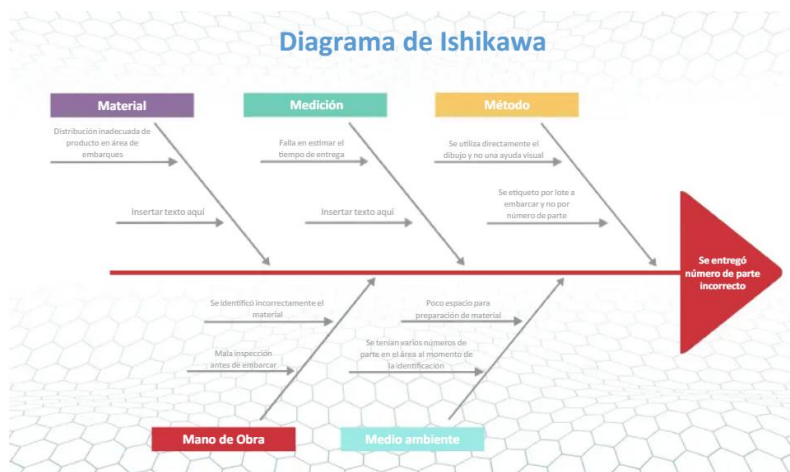 Diagrama de Ishikawa
Material
Medición
Método
Distribución inadecuada de
producto en área de
embarques
Falla en estimar el
tiempo de entrega
Se utiliza directamente el
dibujo y no una ayuda visual
Insertar texto aquí
Insertar texto aquí
Se etiqueto por lote a
embarcar y no por
número de parte
Se entregó
número de parte
incorrecto
Se identificó incorrectamente el
material
Poco espacio para
preparación de material
Mala inspección
antes de embarcar
Se tenían varios números de
parte en el área al momento de
la identificación
Mano de Obra
Medio ambiente